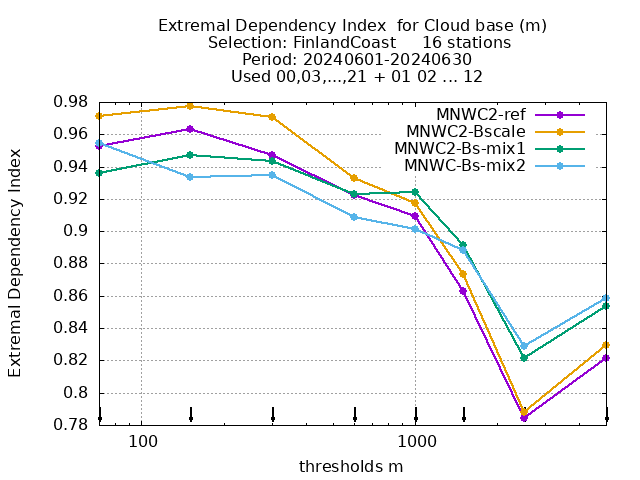 Extremal Dependency Index  for Cloud base (m)
Selection: FinlandCoast     16 stations
Period: 20240601-20240630
Used 00,03,...,21 + 01 02 ... 12
MNWC2-ref
MNWC2-Bscale
MNWC2-Bs-mix1
MNWC-Bs-mix2
Extremal Dependency Index
0.98
0.96
0.94
0.92
0.9
0.88
0.86
0.84
0.82
0.8
0.78
100
1000
thresholds m